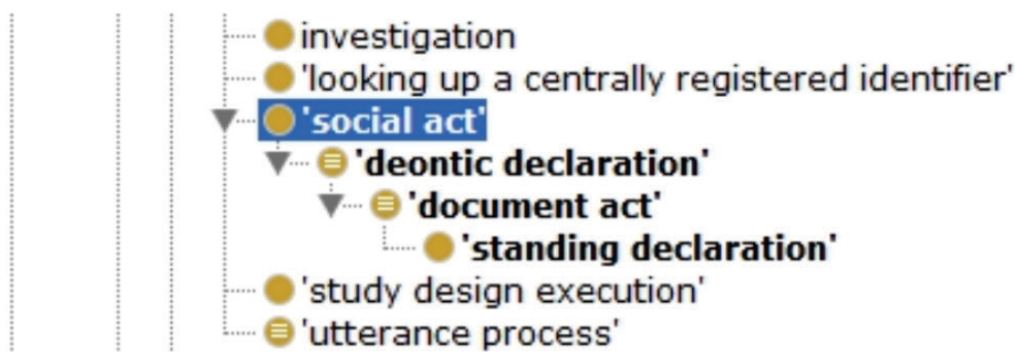 investigation
'looking up a centrally registered identifier'
'social act'
'deontic declaration'
'document act'
'standing declaration'
'study design execution'
'utterance process'